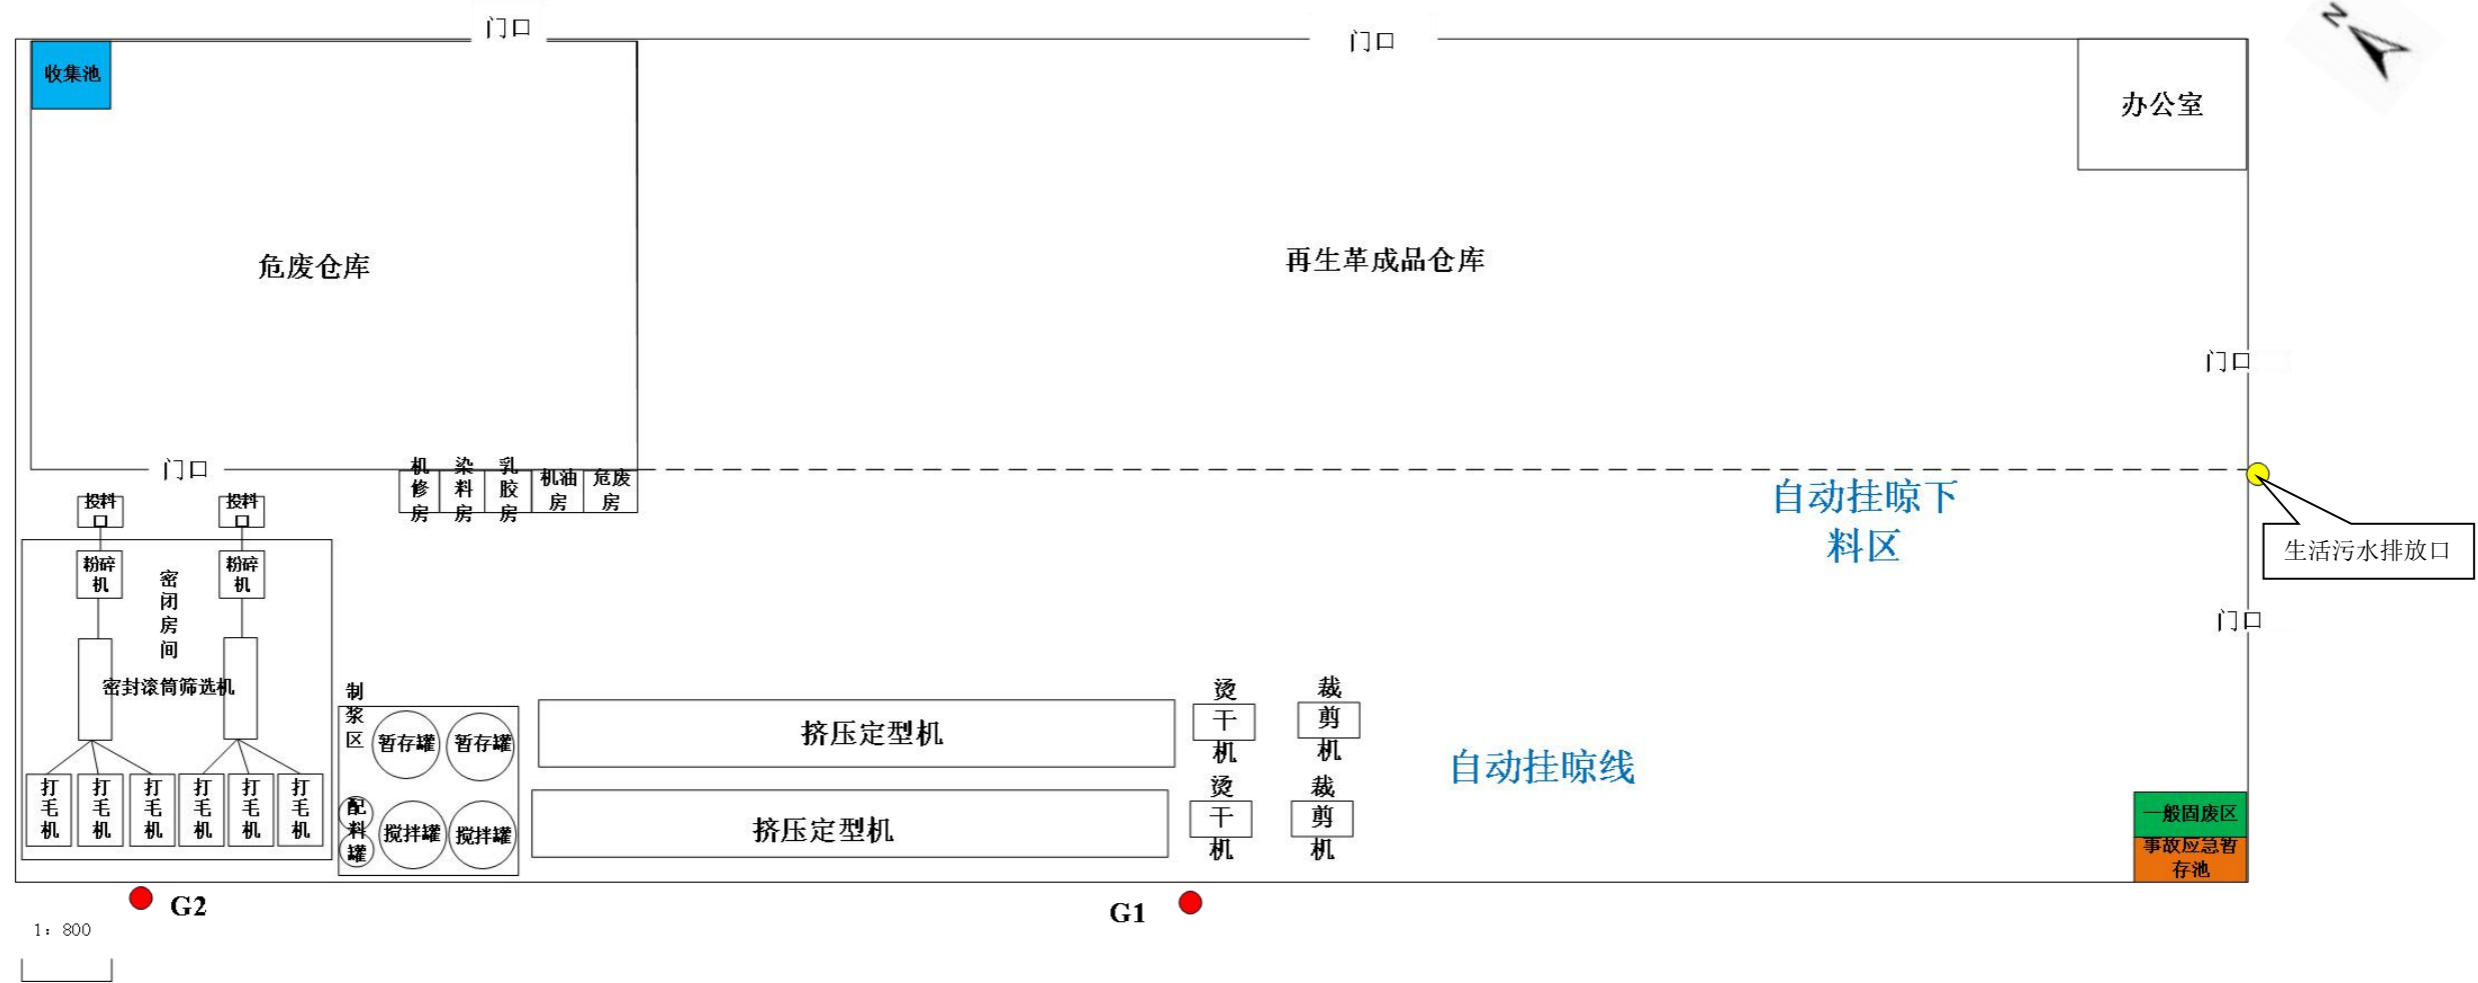 门口
门口
N
收集池
办公室
危废仓库
再生革成品仓库
门口
门口
机修房
染料房
乳胶房
机油
房
危废
房
自动挂晾下
料区
生活污水排放口
投料
口
投料
口
粉碎
机
粉碎
机
密闭房间
门口
密封滚筒筛选机
制浆区
暂存罐
暂存罐
挤压定型机
烫干机
裁剪机
自动挂晾线
打毛机
打毛机
打毛机
打毛机
打毛机
打毛机
配料罐
搅拌罐
搅拌罐
挤压定型机
烫干机
裁剪机
一般固废区
事故应急暂
存池
G2
G1
1: 800